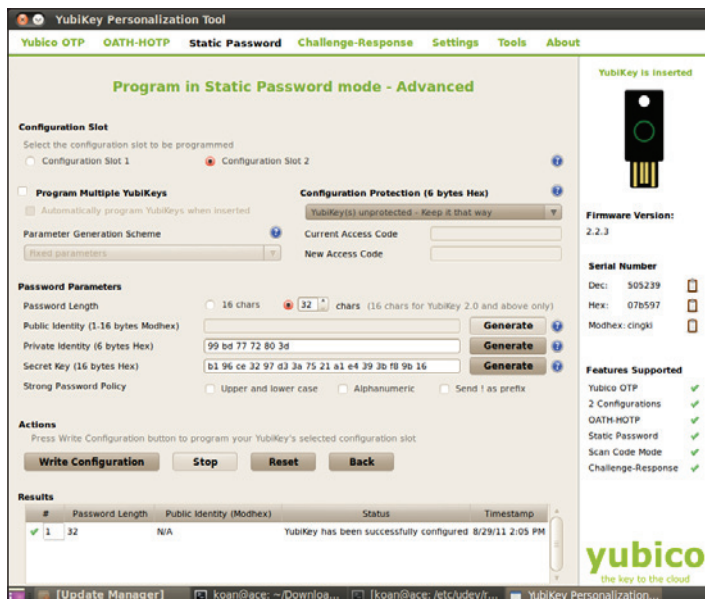 YubiKey Personalization Tool
Yubico OTP OATH-HOTP Static Password Challenge-Response Settings Tools About
Program in Static Password mode - Advanced
Configuration Slot
Select the configuration slot to be programmed
Configuration Slot 1 Configuration Slot 2
Program Multiple YubiKeys
Automatically program YubiKeys when inserted
Parameter Generation Scheme
Fixed parameters
Configuration Protection (6 bytes Hex)
YubiKey(s) unprotected - Keep it that way
Current Access Code
New Access Code
Password Parameters
Password Length 16 chars 32 chars (16 chars for YubiKey 2.0 and above only)
Public Identity (1-16 bytes Modhex) Generate
Private Identity (6 bytes Hex) 99 bd 77 72 80 3d Generate
Secret Key (16 bytes Hex) b1 96 ce 32 97 d3 3a 75 21 a1 e4 39 3b f8 9b 16 Generate
Strong Password Policy Upper and lower case Alphanumeric Send ! as prefix
Actions
Press Write Configuration button to program your YubiKey's selected configuration slot
Write Configuration Stop Reset Back
Results
# Password Length Public Identity (Modhex) Status Timestamp
1 32 N/A YubiKey has been successfully configured 8/29/11 2:05 PM
YubiKey is inserted
Firmware Version:
2.2.3
Serial Number
Dec: 505239
Hex: 07b597
Modhex: cingki
Features Supported
Yubico OTP
2 Configurations
OATH-HOTP
Static Password
Scan Code Mode
Challenge-Response
yubico
the key to the cloud
[Update Manager] koan@ace: ~/Downloa... [koan@ace: /etc/udev/r... YubiKey Personalization...